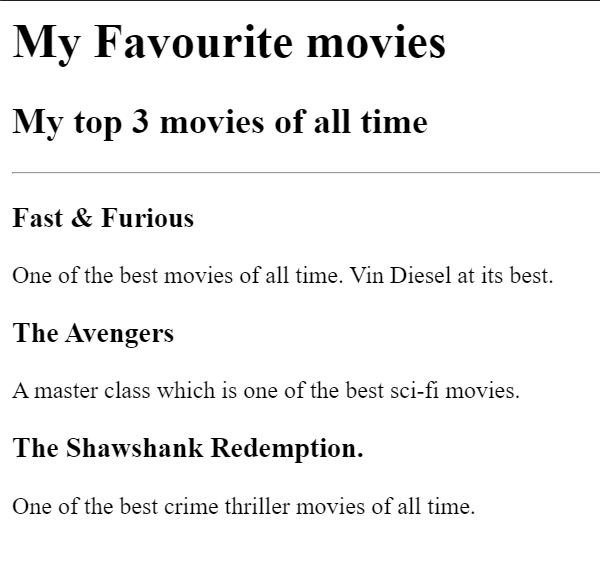 My Favourite movies
My top 3 movies of all time
Fast & Furious
One of the best movies of all time. Vin Diesel at its best.
The Avengers
A master class which is one of the best sci-fi movies.
The Shawshank Redemption.
One of the best crime thriller movies of all time.